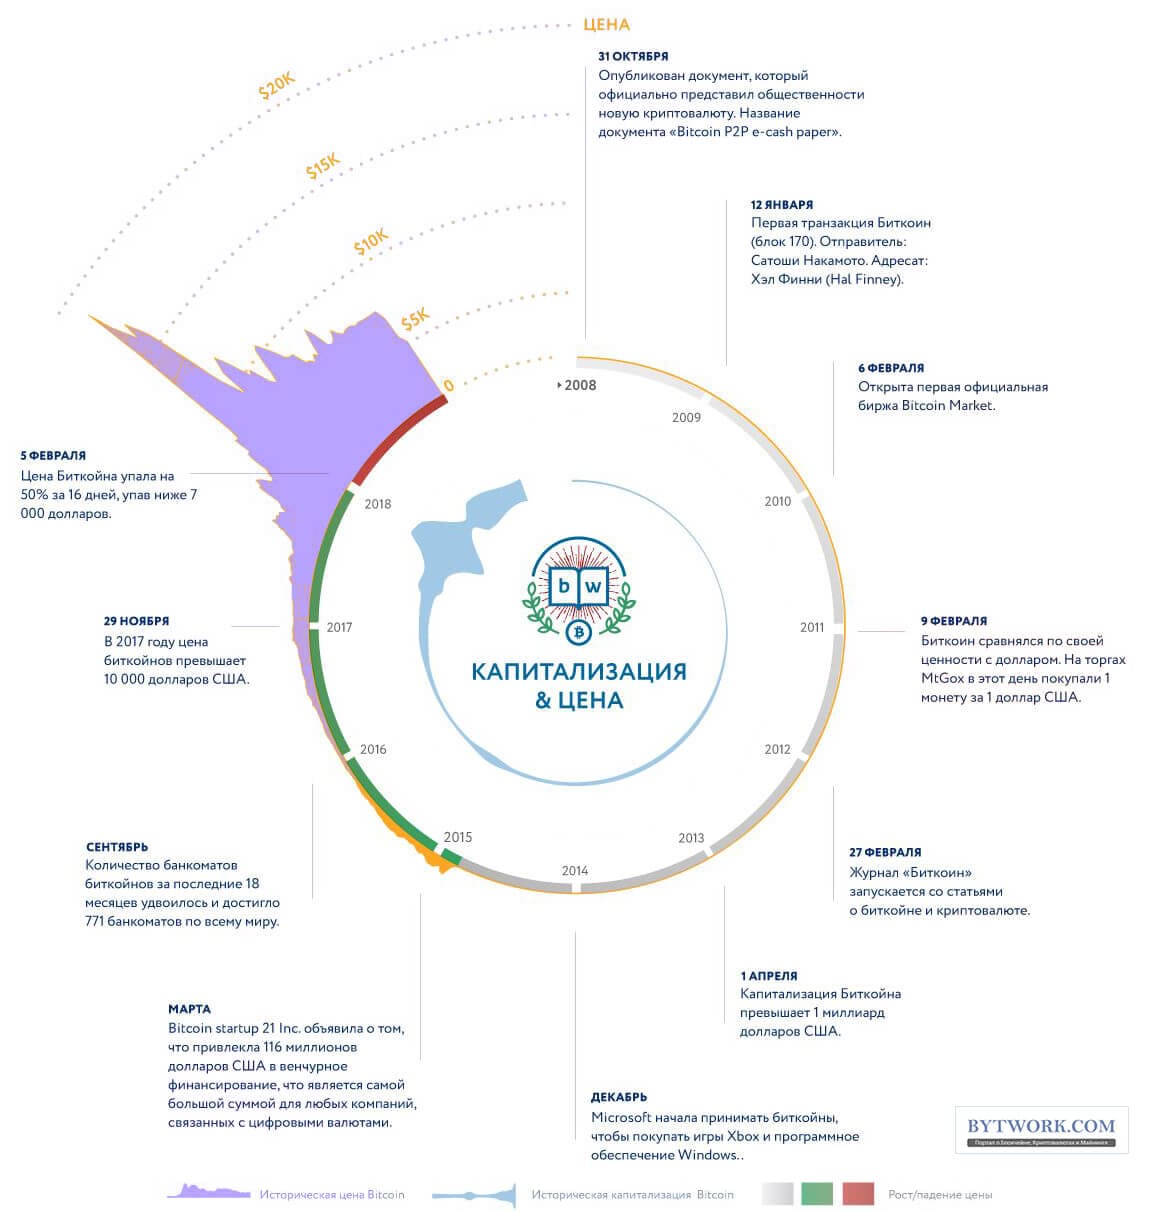 ЦЕНА
$20K
$15K
$10K
$5K
0
31 ОКТЯБРЯ
Опубликован документ, который
официально представил общественности
новую криптовалюту. Название
документа «Bitcoin P2P e-cash paper».
12 ЯНВАРЯ
Первая транзакция Биткоин
(блок 170). Отправитель:
Сатоши Накамото. Адресат:
Хэл Финни (Hal Finney).
6 ФЕВРАЛЯ
Открыта первая официальная
биржа Bitcoin Market.
9 ФЕВРАЛЯ
Биткоин сравнялся по своей
ценности с долларом. На торгах
MtGox в этот день покупали 1
монету за 1 доллар США.
27 ФЕВРАЛЯ
Журнал «Биткоин»
запускается со статьями
о биткойне и криптовалюте.
1 АПРЕЛЯ
Капитализация Биткойна
превышает 1 миллиард
долларов США.
ДЕКАБРЬ
Microsoft начала принимать биткойны,
чтобы покупать игры Xbox и программное
обеспечение Windows..
МАРТА
Bitcoin startup 21 Inc. объявила о том,
что привлекла 116 миллионов
долларов США в венчурное
финансирование, что является самой
большой суммой для любых компаний,
связанных с цифровыми валютами.
СЕНТЯБРЬ
Количество банкоматов
биткойнов за последние 18
месяцев удвоилось и достигло
771 банкоматов по всему миру.
29 НОЯБРЯ
В 2017 году цена
биткойнов превышает
10 000 долларов США.
5 ФЕВРАЛЯ
Цена Биткойна упала на
50% за 16 дней, упав ниже 7
000 долларов.
2008
2009
2010
2011
2012
2013
2014
2015
2016
2017
2018
b w
КАПИТАЛИЗАЦИЯ
& ЦЕНА
BYTWORK.COM
Портал о Блокчейне, Криптовалютах и Майнинге
Историческая цена Bitcoin
Историческая капитализация Bitcoin
Рост/падение цены